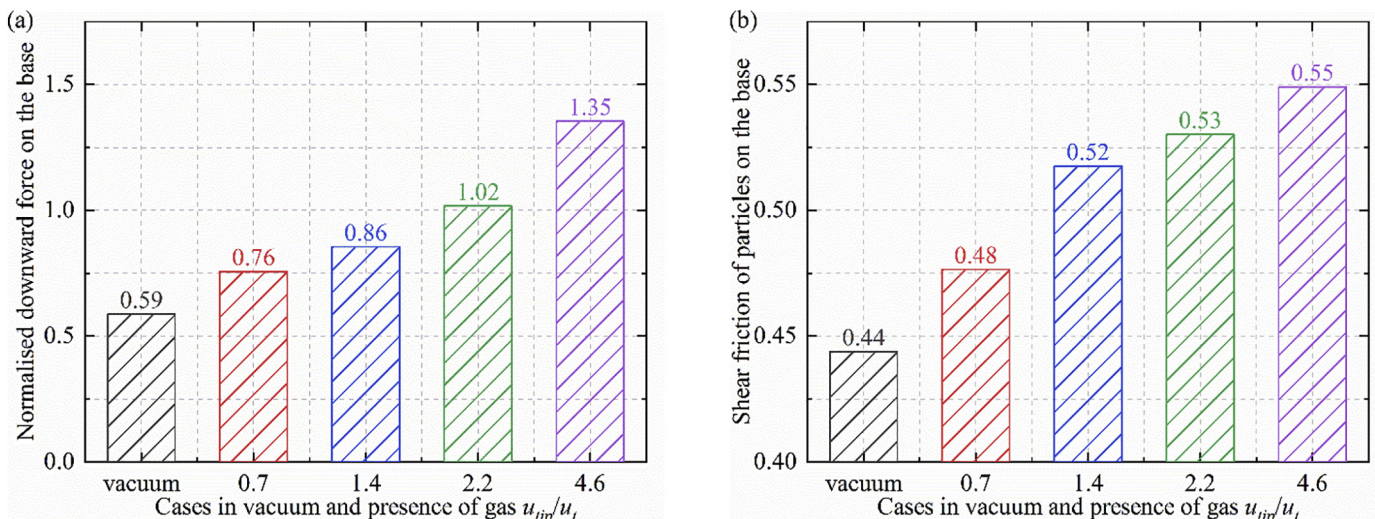 (a)
Normalised downward force on the base
1.5
1.0
0.5
0.0
0.59
0.76
0.86
1.02
1.35
vacuum 0.7 1.4 2.2 4.6
Cases in vacuum and presence of gas u_tip/u_t
(b)
Shear friction of particles on the base
0.55
0.50
0.45
0.40
0.44
0.48
0.52
0.53
0.55
vacuum 0.7 1.4 2.2 4.6
Cases in vacuum and presence of gas u_tip/u_t